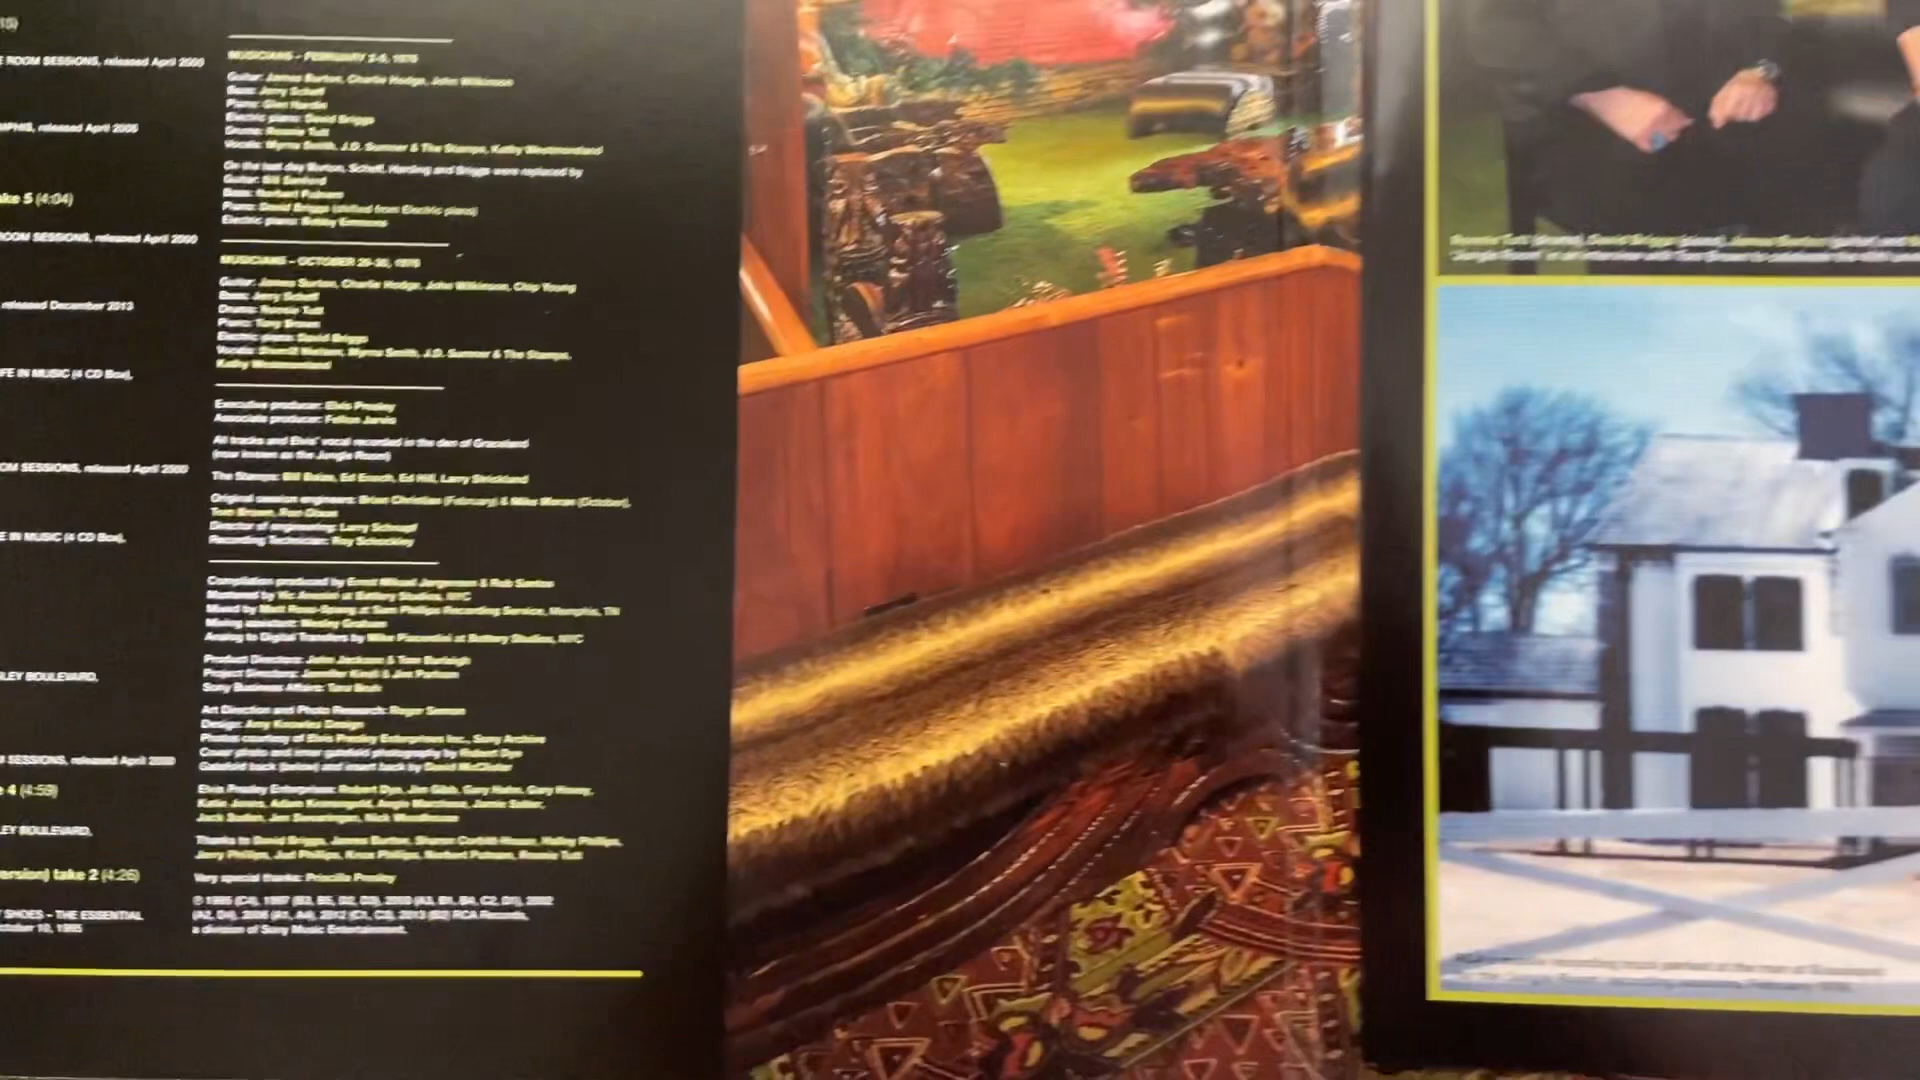 E ROOM SESSIONS, released April 2000
MPHIS, released April 2006
ake 5 (4:04)
ROOM SESSIONS, released April 2000
released December 2013
FE IN MUSIC (4 CD Box),
OM SESSIONS, released April 2000
E IN MUSIC (4 CD Box),
LEY BOULEVARD,
SESSIONS, released April 2000
4 (4:59)
LEY BOULEVARD,
ersion) take 2 (4:26)
SHOES - THE ESSENTIAL
ctober 10, 1995
MUSICIANS - FEBRUARY 2-5, 1976
Guitar: James Burton, Charlie Hodge, John Wilkinson
Bass: Jerry Scheff
Piano: Glen Hardin
Electric piano: David Briggs
Drums: Ronnie Tutt
Vocals: Myrna Smith, J.D. Sumner & The Stamps, Kathy Westmoreland
On the last day Burton, Scheff, Harding and Briggs were replaced by
Guitar: Bill Sanford
Bass: Norbert Putnam
Piano: David Briggs (shifted from Electric piano)
Electric piano: Bobby Emmons
MUSICIANS - OCTOBER 29-30, 1976
Guitar: James Burton, Charlie Hodge, John Wilkinson, Chip Young
Bass: Jerry Scheff
Drums: Ronnie Tutt
Piano: Tony Brown
Electric piano: David Briggs
Vocals: Sherrill Nielsen, Myrna Smith, J.D. Sumner & The Stamps,
Kathy Westmoreland
Executive producer: Elvis Presley
Associate producer: Felton Jarvis
All tracks and Elvis' vocal recorded in the den of Graceland
(now known as the Jungle Room)
The Stamps: Bill Baize, Ed Enoch, Ed Hill, Larry Strickland
Original session engineers: Brian Christian (February) & Mike Moran (October),
Tom Brown, Ron Olson
Director of engineering: Larry Schnapf
Recording Technician: Roy Shockley
Compilation produced by Ernst Mikael Jørgensen & Rob Santos
Mastered by Vic Anesini at Battery Studios, NYC
Mixed by Matt Ross-Spang at Sam Phillips Recording Service, Memphis, TN
Mixing assistant: Wesley Graham
Analog to Digital Transfers by Mike Piacentini at Battery Studios, NYC
Product Directors: John Jackson & Tom Burleigh
Project Directors: Jennifer Kirell & Jim Parham
Sony Business Affairs: Tara
Art Direction and Photo Research: Roger Semon
Design: Amy Knowles Design
Photos courtesy of Elvis Presley Enterprises Inc., Sony Archive
Cover photo and inner gatefold photography by Robert Dye
Gatefold back (below) and insert back by David McClister
Elvis Presley Enterprises: Robert Dye, Jim Gibb, Gary Hahn, Gary Hovey,
Katie Jones, Angie Marchese,
Jack Soden,
Thanks to David Briggs, James Burton, Halley Phillips,
Jerry Phillips, Jud Phillips, Knox Phillips, Norbert Putnam, Ronnie Tutt
Very special thanks: Priscilla Presley
a division of Sony Music Entertainment.
Ronnie Tutt (drums), David Briggs (piano), James Burton (guitar) and